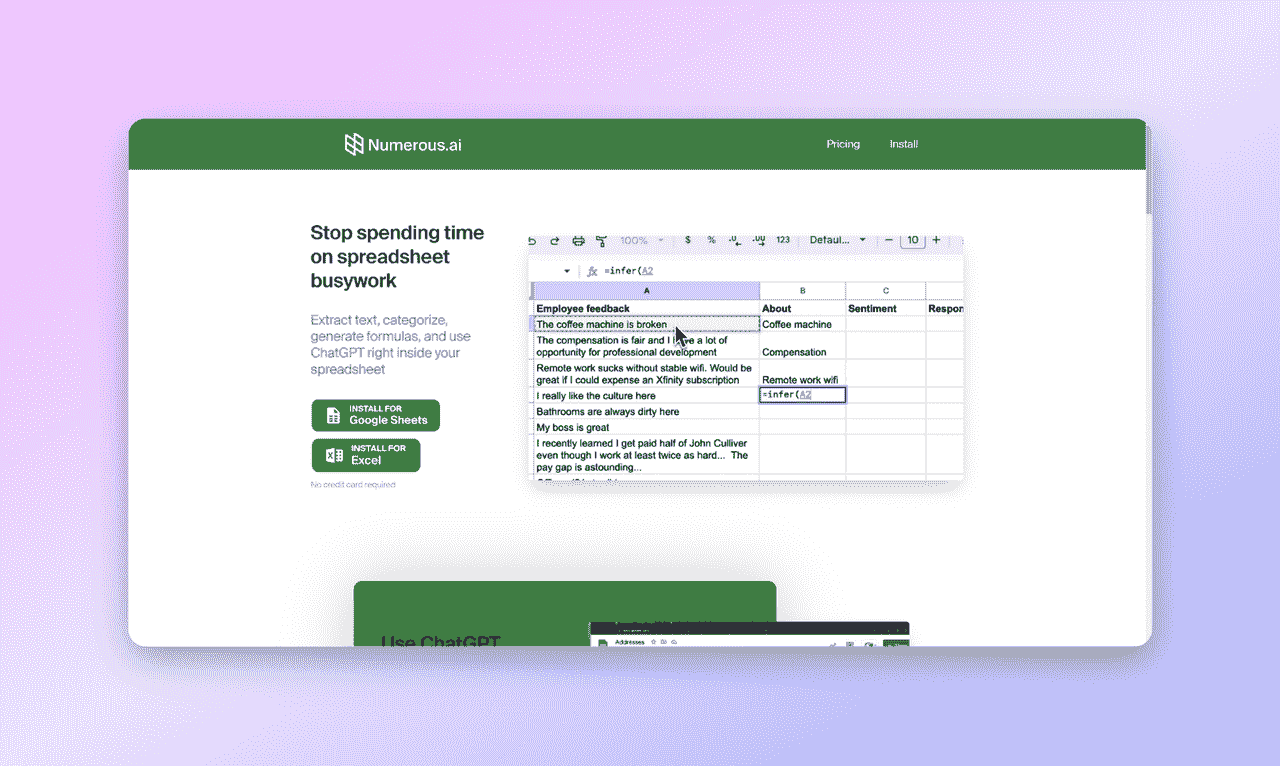 Numerous.ai
Pricing
Install
Stop spending time
on spreadsheet
busywork
Extract text, categorize,
generate formulas, and use
ChatGPT right inside your
spreadsheet
INSTALL FOR
Google Sheets
INSTALL FOR
Excel
No credit card required
100% $ % .0 .00 123 Defaul... − 10 +
fx =infer(A2
A B C
Employee feedback About Sentiment Respon
The coffee machine is broken Coffee machine
The compensation is fair and I have a lot of
opportunity for professional development Compensation
Remote work sucks without stable wifi. Would be
great if I could expense an Xfinity subscription Remote work wifi
I really like the culture here =infer(A2
Bathrooms are always dirty here
My boss is great
I recently learned I get paid half of John Culliver
even though I work at least twice as hard... The
pay gap is astounding...
Use ChatGPT
Addresses